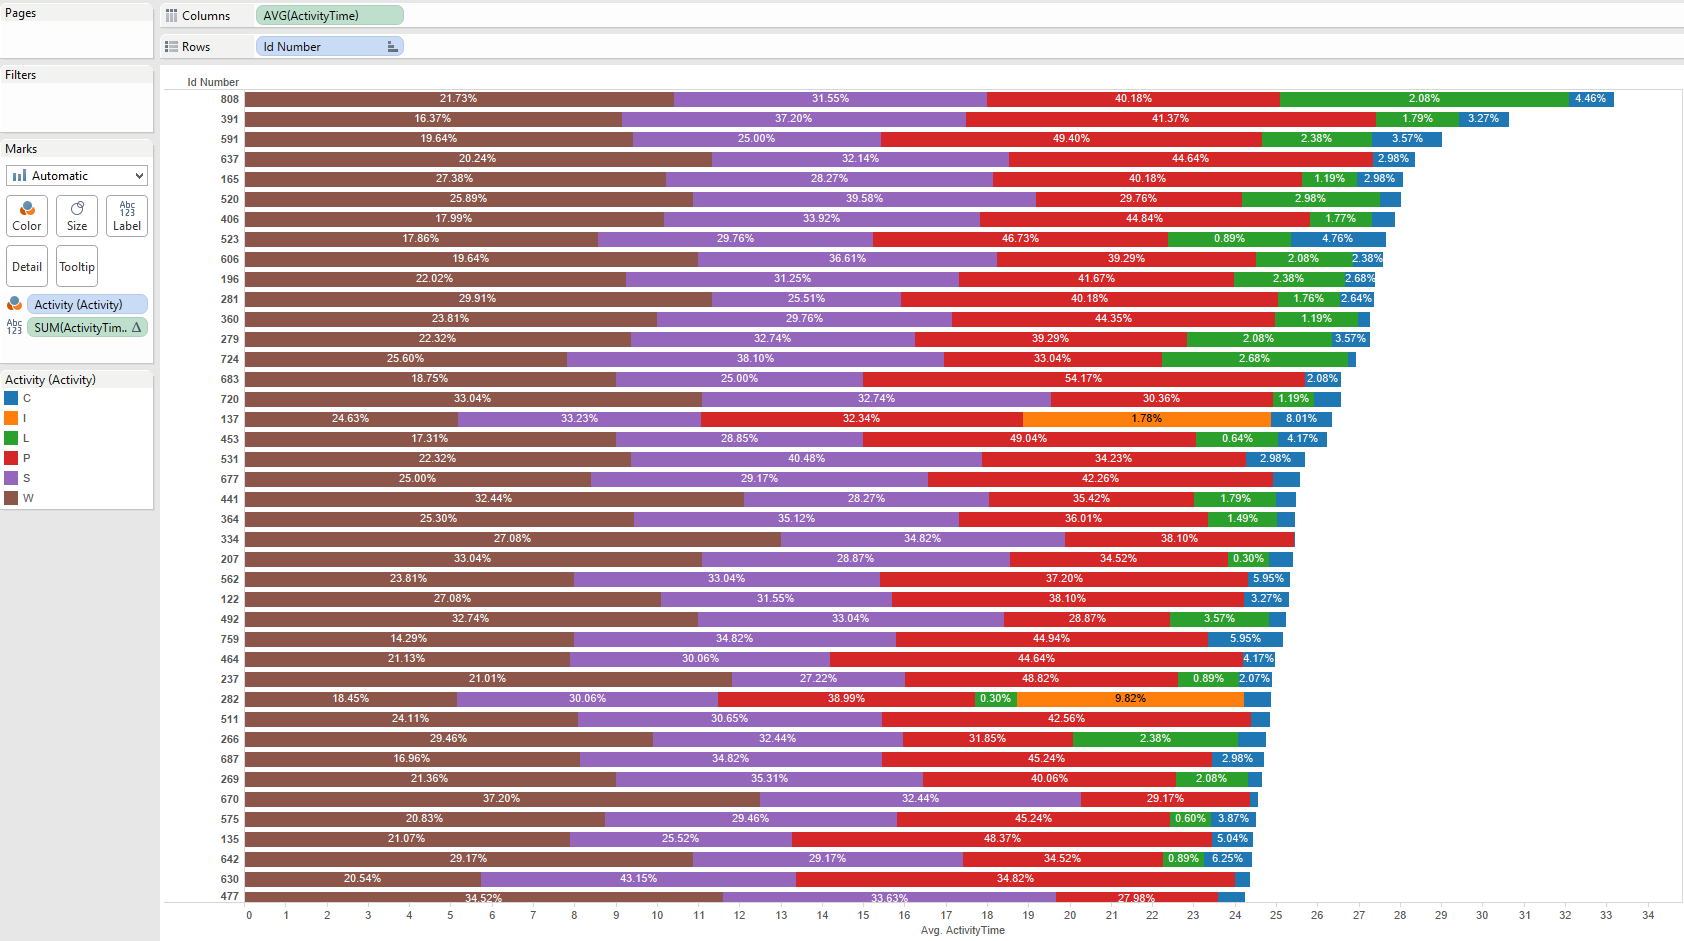 Pages
Columns AVG(ActivityTime)
Rows Id Number
Filters
Marks
Automatic
Color Size Abc 123 Label
Detail Tooltip
Activity (Activity)
Abc 123 SUM(ActivityTim.. Δ
Activity (Activity)
C
I
L
P
S
W
Id Number
808 21.73% 31.55% 40.18% 2.08% 4.46%
391 16.37% 37.20% 41.37% 1.79% 3.27%
591 19.64% 25.00% 49.40% 2.38% 3.57%
637 20.24% 32.14% 44.64% 2.98%
165 27.38% 28.27% 40.18% 1.19% 2.98%
520 25.89% 39.58% 29.76% 2.98%
406 17.99% 33.92% 44.84% 1.77%
523 17.86% 29.76% 46.73% 0.89% 4.76%
606 19.64% 36.61% 39.29% 2.08% 2.38%
196 22.02% 31.25% 41.67% 2.38% 2.68%
281 29.91% 25.51% 40.18% 1.76% 2.64%
360 23.81% 29.76% 44.35% 1.19%
279 22.32% 32.74% 39.29% 2.08% 3.57%
724 25.60% 38.10% 33.04% 2.68%
683 18.75% 25.00% 54.17% 2.08%
720 33.04% 32.74% 30.36% 1.19%
137 24.63% 33.23% 32.34% 1.78% 8.01%
453 17.31% 28.85% 49.04% 0.64% 4.17%
531 22.32% 40.48% 34.23% 2.98%
677 25.00% 29.17% 42.26%
441 32.44% 28.27% 35.42% 1.79%
364 25.30% 35.12% 36.01% 1.49%
334 27.08% 34.82% 38.10%
207 33.04% 28.87% 34.52% 0.30%
562 23.81% 33.04% 37.20% 5.95%
122 27.08% 31.55% 38.10% 3.27%
492 32.74% 33.04% 28.87% 3.57%
759 14.29% 34.82% 44.94% 5.95%
464 21.13% 30.06% 44.64% 4.17%
237 21.01% 27.22% 48.82% 0.89% 2.07%
282 18.45% 30.06% 38.99% 0.30% 9.82%
511 24.11% 30.65% 42.56%
266 29.46% 32.44% 31.85% 2.38%
687 16.96% 34.82% 45.24% 2.98%
269 21.36% 35.31% 40.06% 2.08%
670 37.20% 32.44% 29.17%
575 20.83% 29.46% 45.24% 0.60% 3.87%
135 21.07% 25.52% 48.37% 5.04%
642 29.17% 29.17% 34.52% 0.89% 6.25%
630 20.54% 43.15% 34.82%
477 34.52% 33.63% 27.98%
0 1 2 3 4 5 6 7 8 9 10 11 12 13 14 15 16 17 18 19 20 21 22 23 24 25 26 27 28 29 30 31 32 33 34
Avg. ActivityTime